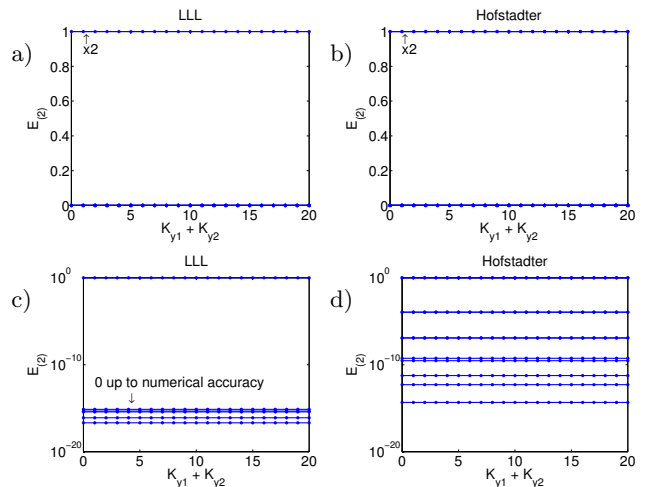 LLL
Hofstadter
a)
b)
1
0.8
0.6
0.4
0.2
0
E(2)
x2
0 5 10 15 20
Ky1 + Ky2
1
0.8
0.6
0.4
0.2
0
E(2)
x2
0 5 10 15 20
Ky1 + Ky2
LLL
Hofstadter
c)
d)
10^0
10^-10
10^-20
E(2)
0 up to numerical accuracy
0 5 10 15 20
Ky1 + Ky2
10^0
10^-10
10^-20
E(2)
0 5 10 15 20
Ky1 + Ky2